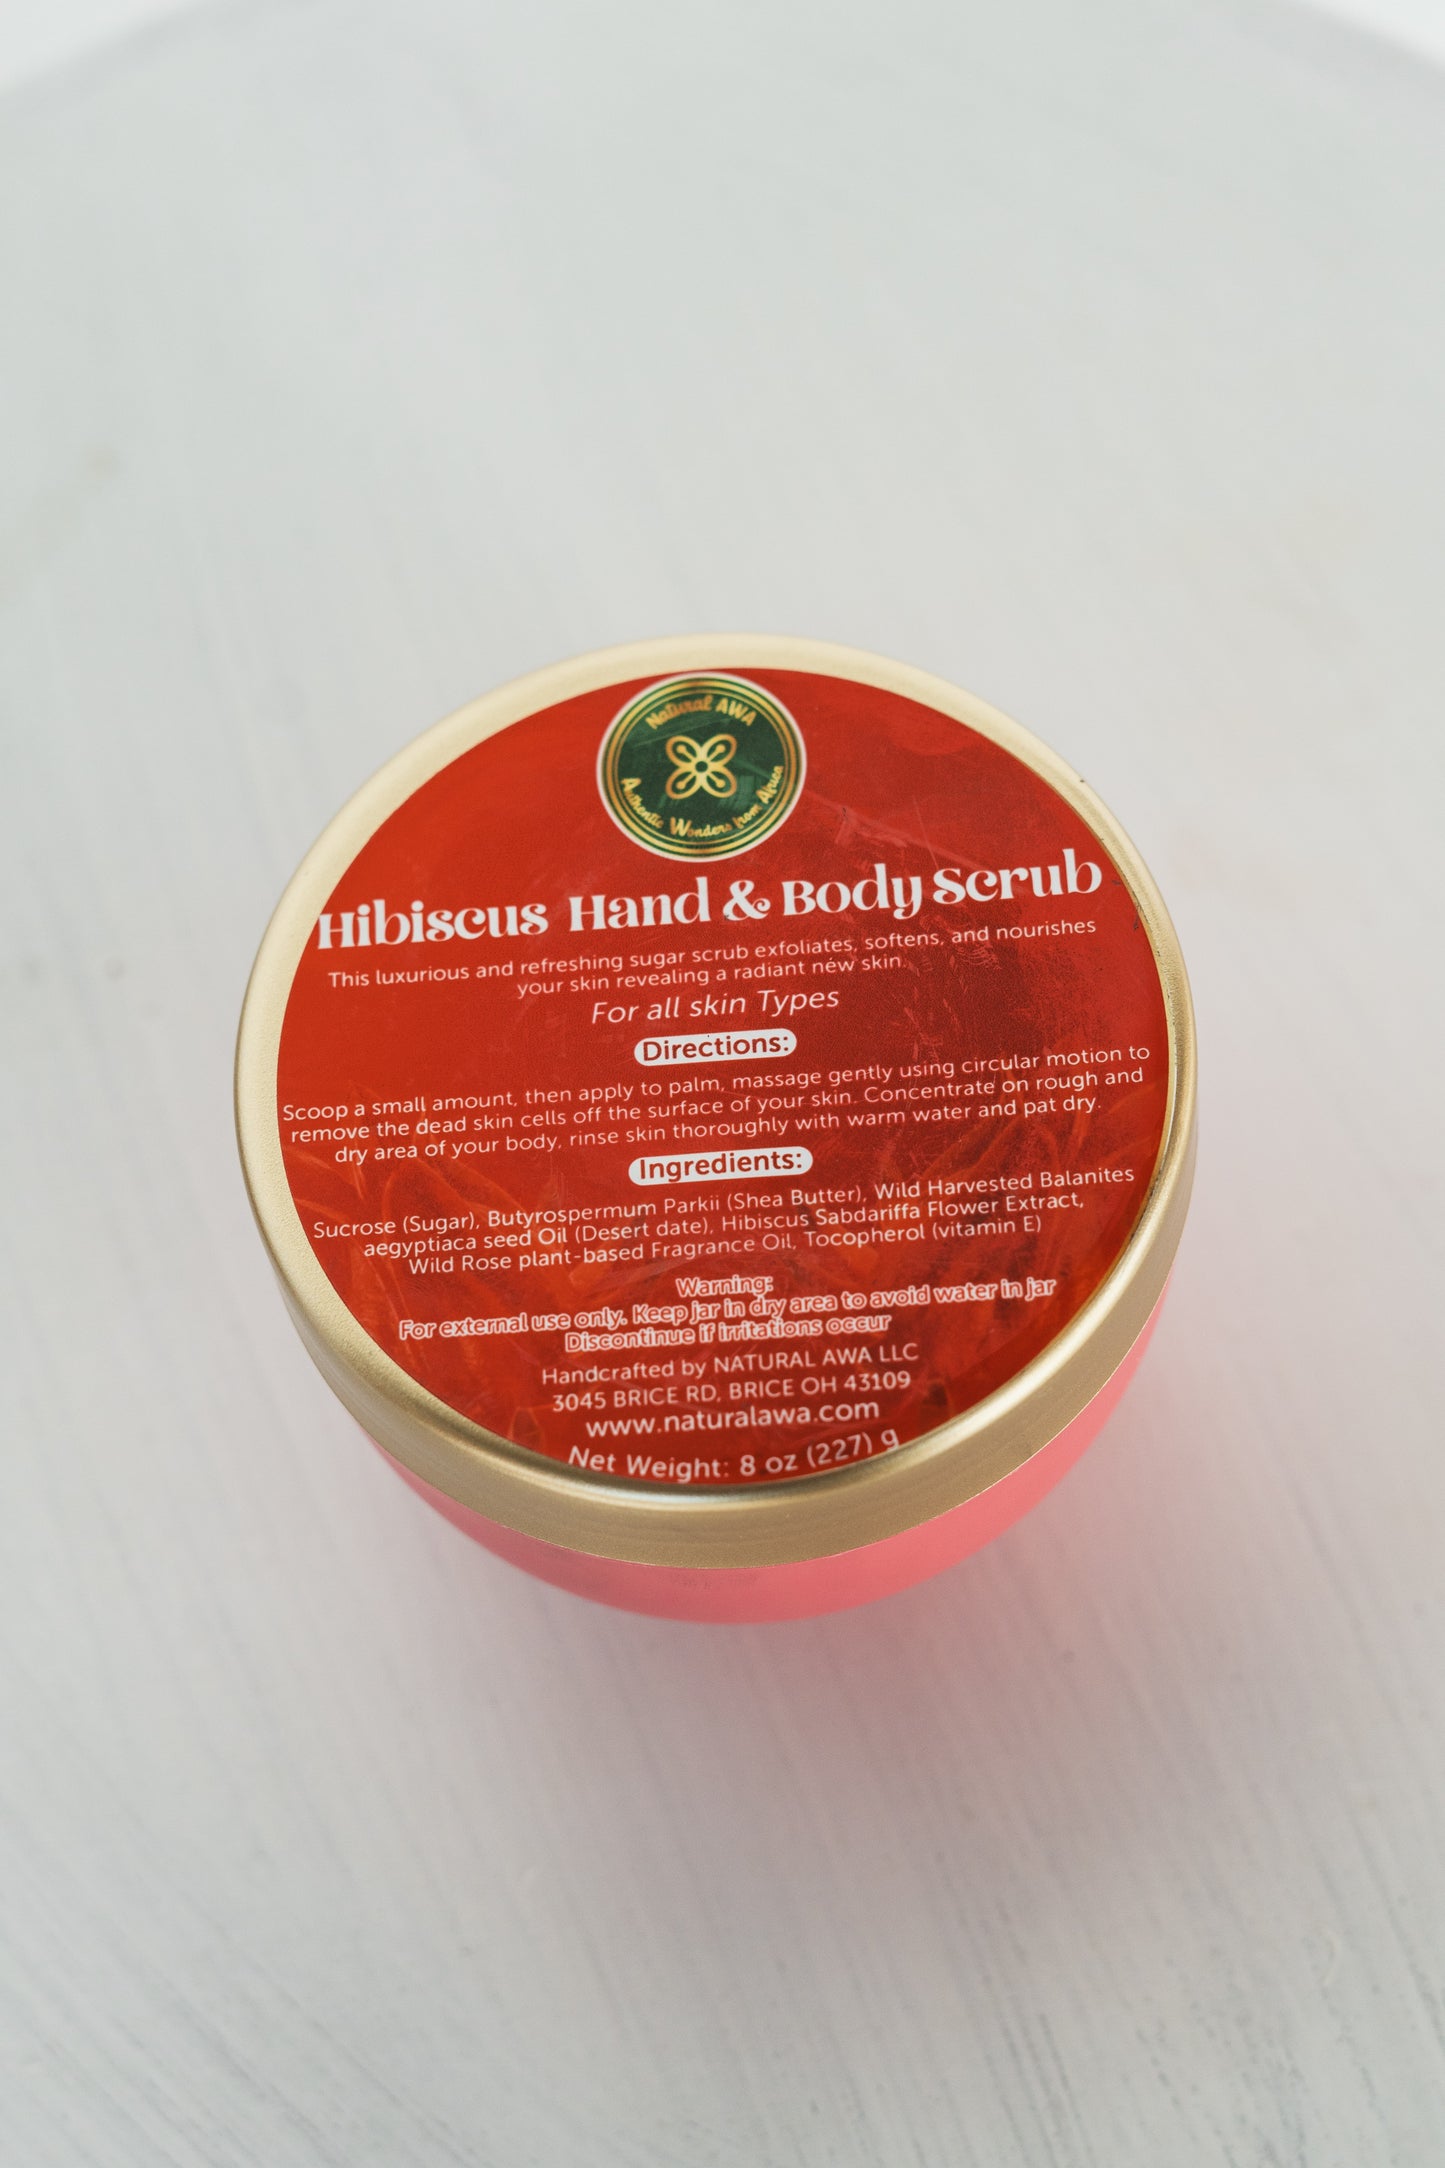 Natural AWA
Authentic Wonders from Africa
Hibiscus Hand & Body Scrub
This luxurious and refreshing sugar scrub exfoliates, softens, and nourishes
your skin revealing a radiant new skin.
For all skin Types
Directions:
Scoop a small amount, then apply to palm, massage gently using circular motion to
remove the dead skin cells off the surface of your skin. Concentrate on rough and
dry area of your body, rinse skin thoroughly with warm water and pat dry.
Ingredients:
Sucrose (Sugar), Butyrospermum Parkii (Shea Butter), Wild Harvested Balanites
aegyptiaca seed Oil (Desert date), Hibiscus Sabdariffa Flower Extract,
Wild Rose plant-based Fragrance Oil, Tocopherol (vitamin E)
Warning:
For external use only. Keep jar in dry area to avoid water in jar
Discontinue if irritations occur
Handcrafted by NATURAL AWA LLC
3045 BRICE RD, BRICE OH 43109
www.naturalawa.com
Net Weight: 8 oz (227) g